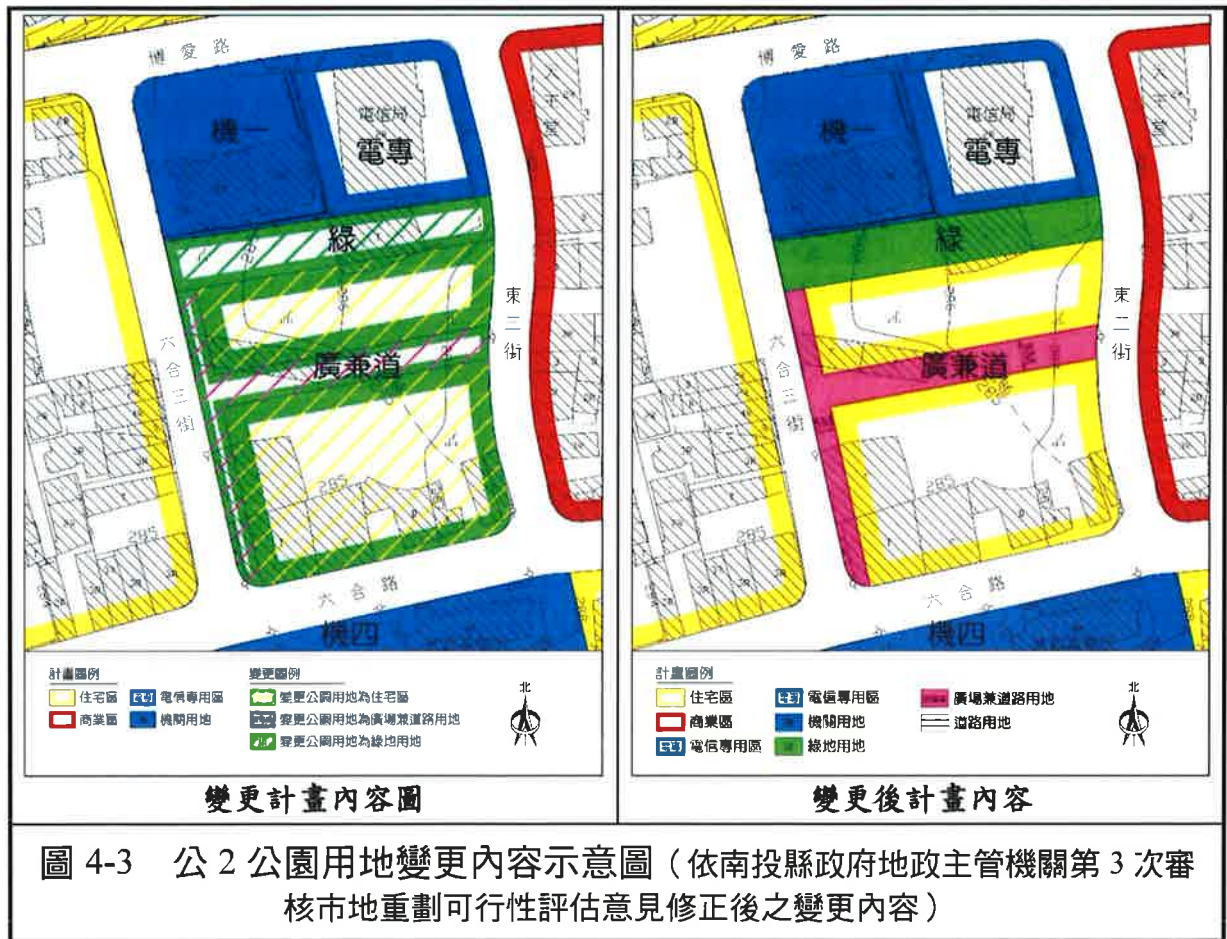 博愛路
機一
電信局
電專
綠
廣兼道
東二街
六合三街
285
285
六合路
機四
計畫圖例
住宅區
電信專用區
商業區
機關用地
變更圖例
變更公園用地為住宅區
變更公園用地為廣場兼道路用地
變更公園用地為綠地用地
北
變更計畫內容圖
博愛路
機一
電信局
電專
綠
廣兼道
東二街
六合三街
285
285
六合路
機四
計畫圖例
住宅區
電信專用區
廣場兼道路用地
商業區
機關用地
道路用地
電信專用區
綠地用地
北
變更後計畫內容
圖 4-3 公 2 公園用地變更內容示意圖（依南投縣政府地政主管機關第 3 次審
核市地重劃可行性評估意見修正後之變更內容）